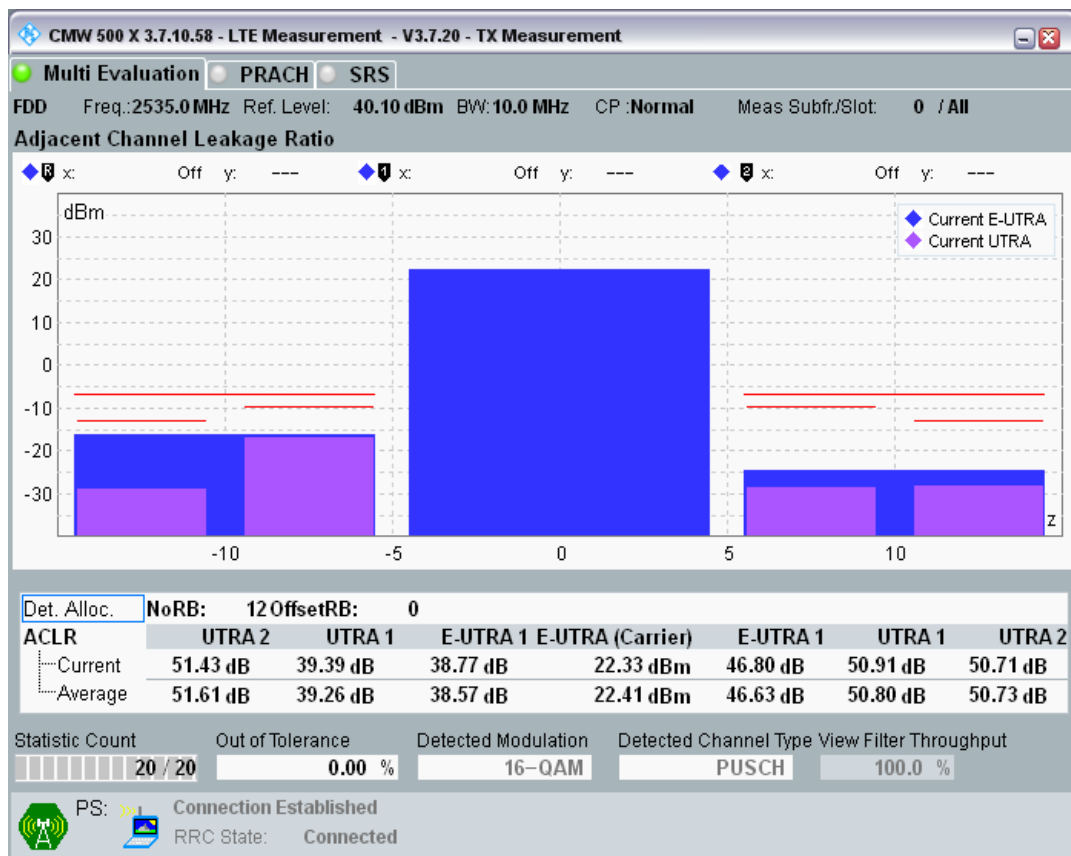 CMW 500 X 3.7.10.58 - LTE Measurement - V3.7.20 - TX Measurement
Multi Evaluation PRACH SRS
FDD Freg.:2535.0 MHz Ref. Level: 40.10 dBm BW: 10.0 MHz CP :Normal Meas Subfr./Slot: 0 / All
Adjacent Channel Leakage Ratio
R x: Off y: --- 1 x: Off y: --- 2 x: Off y: ---
dBm
Current E-UTRA
Current UTRA
30
20
10
0
-10
-20
-30
z
-10 -5 0 5 10
Det. Alloc. NoRB: 12 OffsetRB: 0
ACLR UTRA 2 UTRA 1 E-UTRA 1 E-UTRA (Carrier) E-UTRA 1 UTRA 1 UTRA 2
Current 51.43 dB 39.39 dB 38.77 dB 22.33 dBm 46.80 dB 50.91 dB 50.71 dB
Average 51.61 dB 39.26 dB 38.57 dB 22.41 dBm 46.63 dB 50.80 dB 50.73 dB
Statistic Count Out of Tolerance Detected Modulation Detected Channel Type View Filter Throughput
20 / 20 0.00 % 16-QAM PUSCH 100.0 %
PS: Connection Established
RRC State: Connected